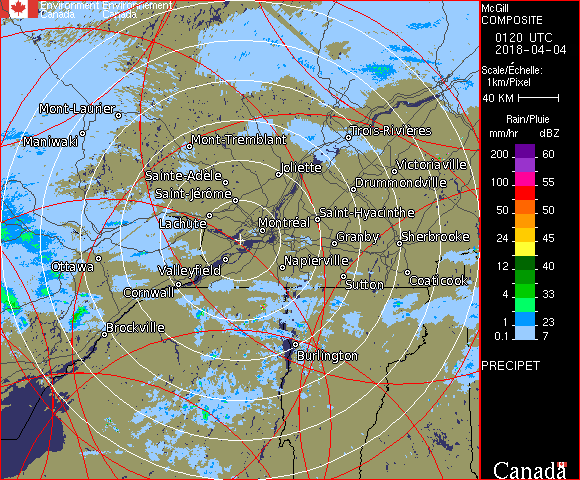 Environment Environnement
Canada Canada
McGill
COMPOSITE
0120 UTC
2018-04-04
Scale/Échelle:
1km/Pixel
40 KM
Rain/Pluie
mm/hr dBZ
200 60
100 55
50 50
24 45
12 40
4 33
1 23
0.1 7
PRECIPET
Canada
Mont-Laurier
Maniwaki
Mont-Tremblant
Trois-Rivières
Joliette
Victoriaville
Sainte-Adèle
Drummondville
Saint-Jérôme
Saint-Hyacinthe
Lachute
Montréal
Granby
Sherbrooke
Ottawa
Valleyfield
Napierville
Cornwall
Sutton
Coaticook
Brockville
Burlington